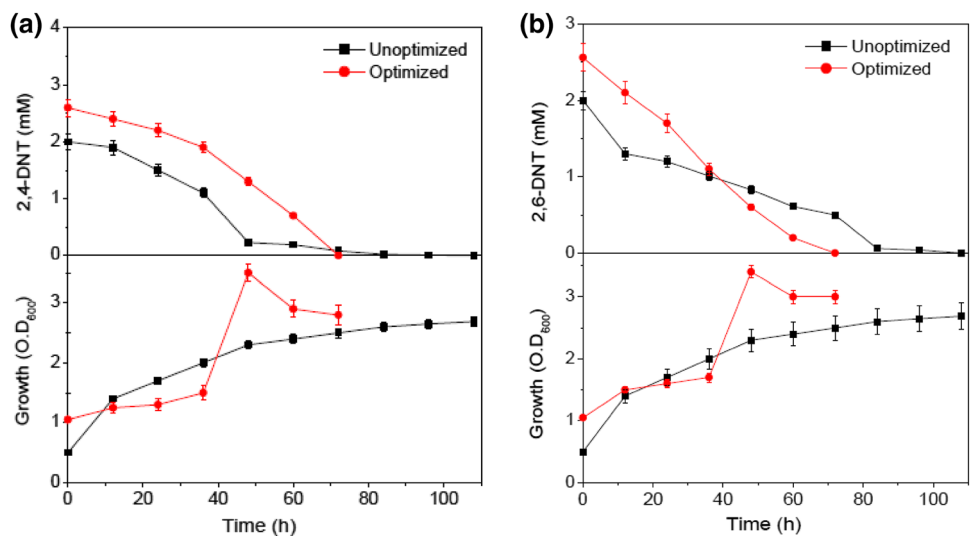 (a)
4
3
2
1
0
2,4-DNT (mM)
Unoptimized
Optimized
3
2
1
0
Growth (O.D600)
0 20 40 60 80 100
Time (h)
(b)
3
2
1
0
2,6-DNT (mM)
Unoptimized
Optimized
3
2
1
0
Growth (O.D600)
0 20 40 60 80 100
Time (h)